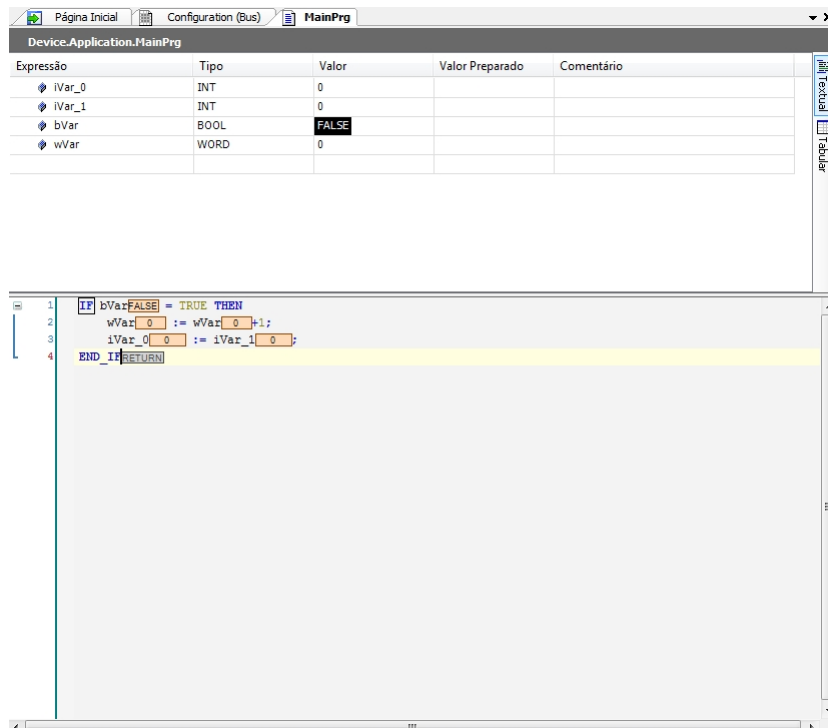 Página Inicial Configuration (Bus) MainPrg
Device.Application.MainPrg
Expressão Tipo Valor Valor Preparado Comentário
iVar_0 INT 0
iVar_1 INT 0
bVar BOOL FALSE
wVar WORD 0
Textual
Tabular
1 IF bVar FALSE = TRUE THEN
2 wVar 0 := wVar 0 +1;
3 iVar_0 0 := iVar_1 0 ;
4 END_IF RETURN